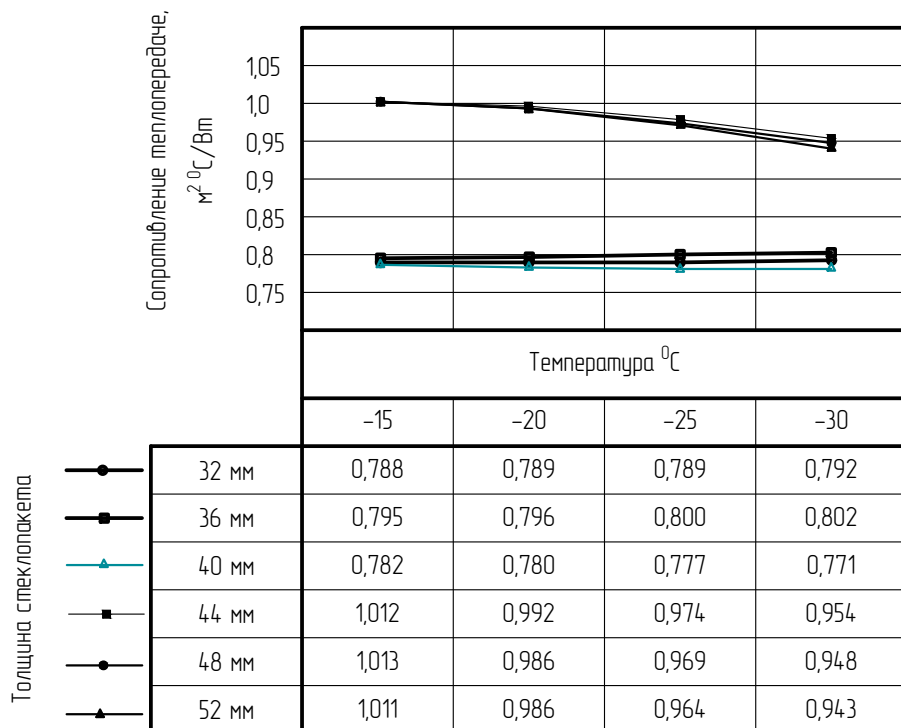 Сопротивление теплопередаче,
м² ⁰С/Вт
1,05
1,0
0,95
0,9
0,85
0,8
0,75
Температура ⁰С
–15 –20 –25 –30
Толщина стеклопакета
32 мм 0,788 0,789 0,789 0,792
36 мм 0,795 0,796 0,800 0,802
40 мм 0,782 0,780 0,777 0,771
44 мм 1,012 0,992 0,974 0,954
48 мм 1,013 0,986 0,969 0,948
52 мм 1,011 0,986 0,964 0,943